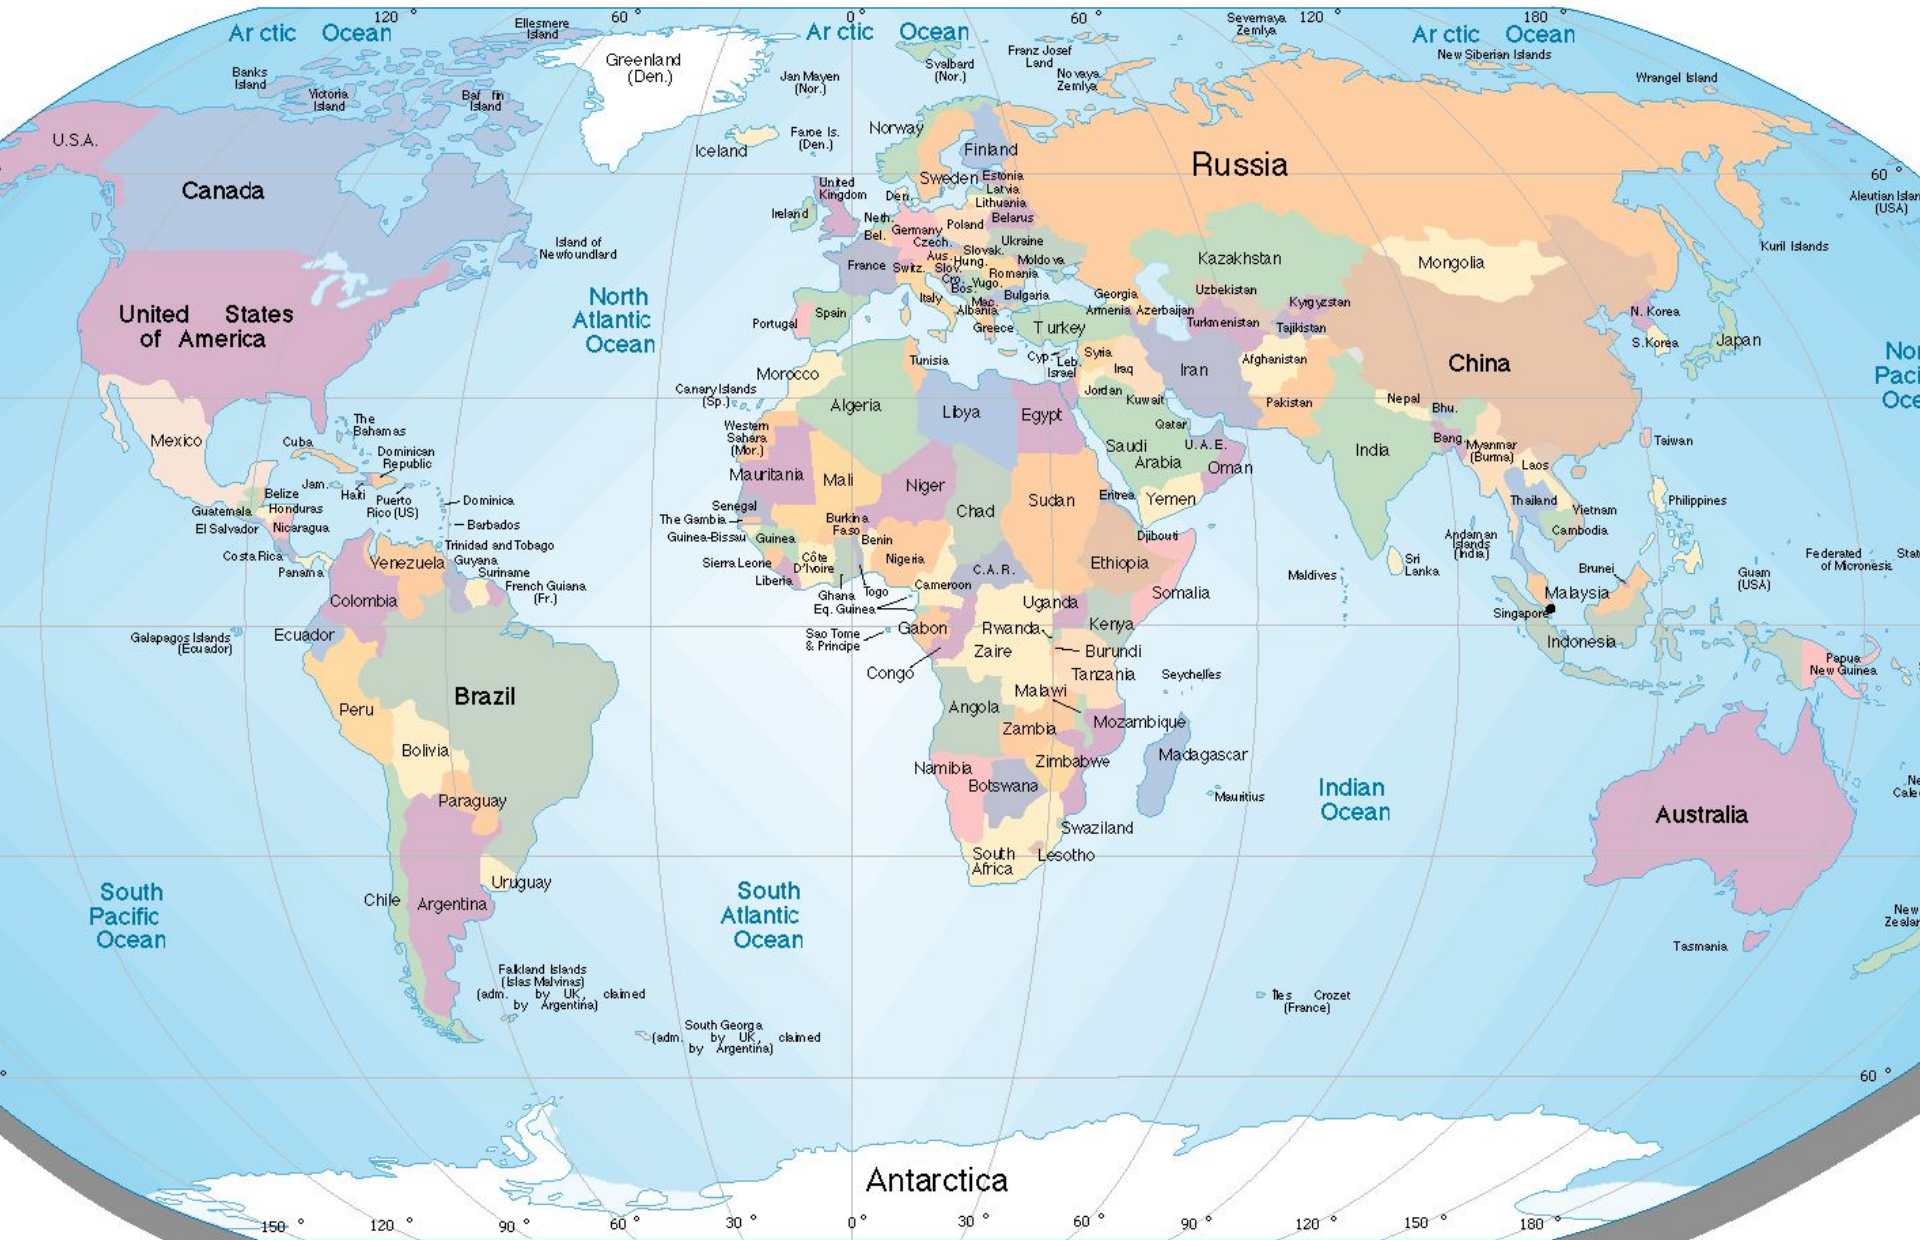 120 °
60 °
0 °
60 °
120 °
180 °
Arctic Ocean
Arctic Ocean
Arctic Ocean
Ellesmere
Island
Severnaya
Zemlya
Greenland
(Den.)
Svalbard
(Nor.)
Franz Josef
Land
New Siberian Islands
Banks
Island
Victoria
Island
Baffin
Island
Jan Mayen
(Nor.)
Novaya
Zemlya
Wrangel Island
U.S.A.
Iceland
Faroe Is.
(Den.)
Norway
Finland
Russia
Canada
United
Kingdom
Sweden
Estonia
Latvia
Lithuania
60 °
Aleutian Islan
(USA)
Ireland
Den.
Neth.
Bel.
Germany
Poland
Belarus
Czech.
Ukraine
Slovak.
Island of
Newfoundland
Kuril Islands
France
Switz.
Aus.
Hung.
Moldova
Slov.
Romania
Cro.
Yugo.
Bos.
Kazakhstan
Mongolia
United States
of America
North
Atlantic
Ocean
Portugal
Spain
Italy
Mac.
Bulgaria
Albania
Greece
Georgia
Armenia
Azerbaijan
Turkey
Uzbekistan
Kyrgyzstan
Turkmenistan
Tajikistan
N. Korea
S.Korea
Japan
Nor
Paci
Oce
Morocco
Tunisia
Cyp.
Leb.
Israel
Syria
Iraq
Iran
Afghanistan
China
Canary Islands
(Sp.)
Algeria
Libya
Egypt
Jordan
Kuwait
Pakistan
Nepal
Bhu.
Mexico
The
Bahamas
Cuba
Dominican
Republic
Western
Sahara
(Mor.)
Qatar
Saudi
Arabia
U.A.E.
Oman
India
Bang.
Myanmar
(Burma)
Laos
Taiwan
Jam.
Haiti
Puerto
Rico (US)
Belize
Honduras
Guatemala
El Salvador
Nicaragua
Costa Rica
Panama
Dominica
Barbados
Trinidad and Tobago
Mauritania
Mali
Niger
Chad
Sudan
Eritrea
Yemen
Djibouti
Thailand
Vietnam
Cambodia
Philippines
Senegal
The Gambia
Guinea-Bissau
Guinea
Sierra Leone
Liberia
Burkina
Faso
Benin
Côte
D'Ivoire
Ghana
Togo
Nigeria
Cameroon
C.A.R.
Ethiopia
Somalia
Maldives
Sri
Lanka
Andaman
Islands
(India)
Brunei
Guam
(USA)
Federated
of Micronesia
Stat
Venezuela
Guyana
Suriname
French Guiana
(Fr.)
Colombia
Galapagos Islands
(Ecuador)
Ecuador
Eq. Guinea
Sao Tome
& Principe
Gabon
Congo
Uganda
Kenya
Rwanda
Zaire
Burundi
Tanzania
Seychelles
Malaysia
Singapore
Indonesia
Papua
New Guinea
Brazil
Peru
Bolivia
Angola
Malawi
Zambia
Mozambique
Zimbabwe
Madagascar
Namibia
Botswana
Mauritius
Indian
Ocean
Ne
Cale
Paraguay
Australia
Swaziland
South
Africa
Lesotho
Uruguay
Chile
Argentina
South
Pacific
Ocean
South
Atlantic
Ocean
Tasmania
New
Zealan
Falkland Islands
(Islas Malvinas)
(adm. by UK, claimed
by Argentina)
South Georga
(adm. by UK, claimed
by Argentina)
Îles Crozet
(France)
°
60 °
Antarctica
150 °
120 °
90 °
60 °
30 °
0 °
30 °
60 °
90 °
120 °
150 °
180 °